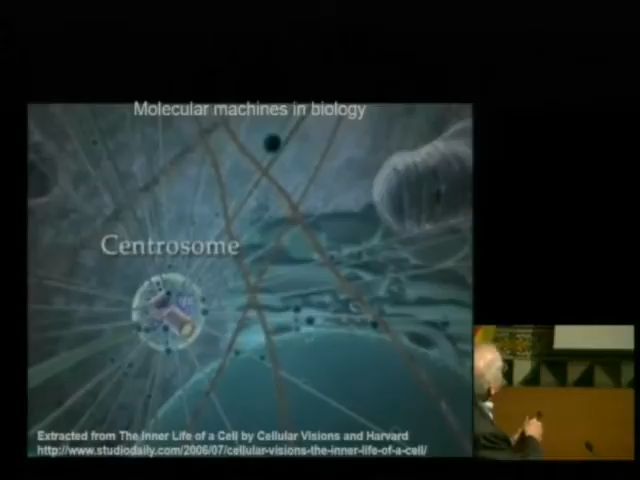 Molecular machines in biology
Centrosome
Extracted from The Inner Life of a Cell by Cellular Visions and Harvard
http://www.studiodaily.com/2006/07/cellular-visions-the-inner-life-of-a-cell/